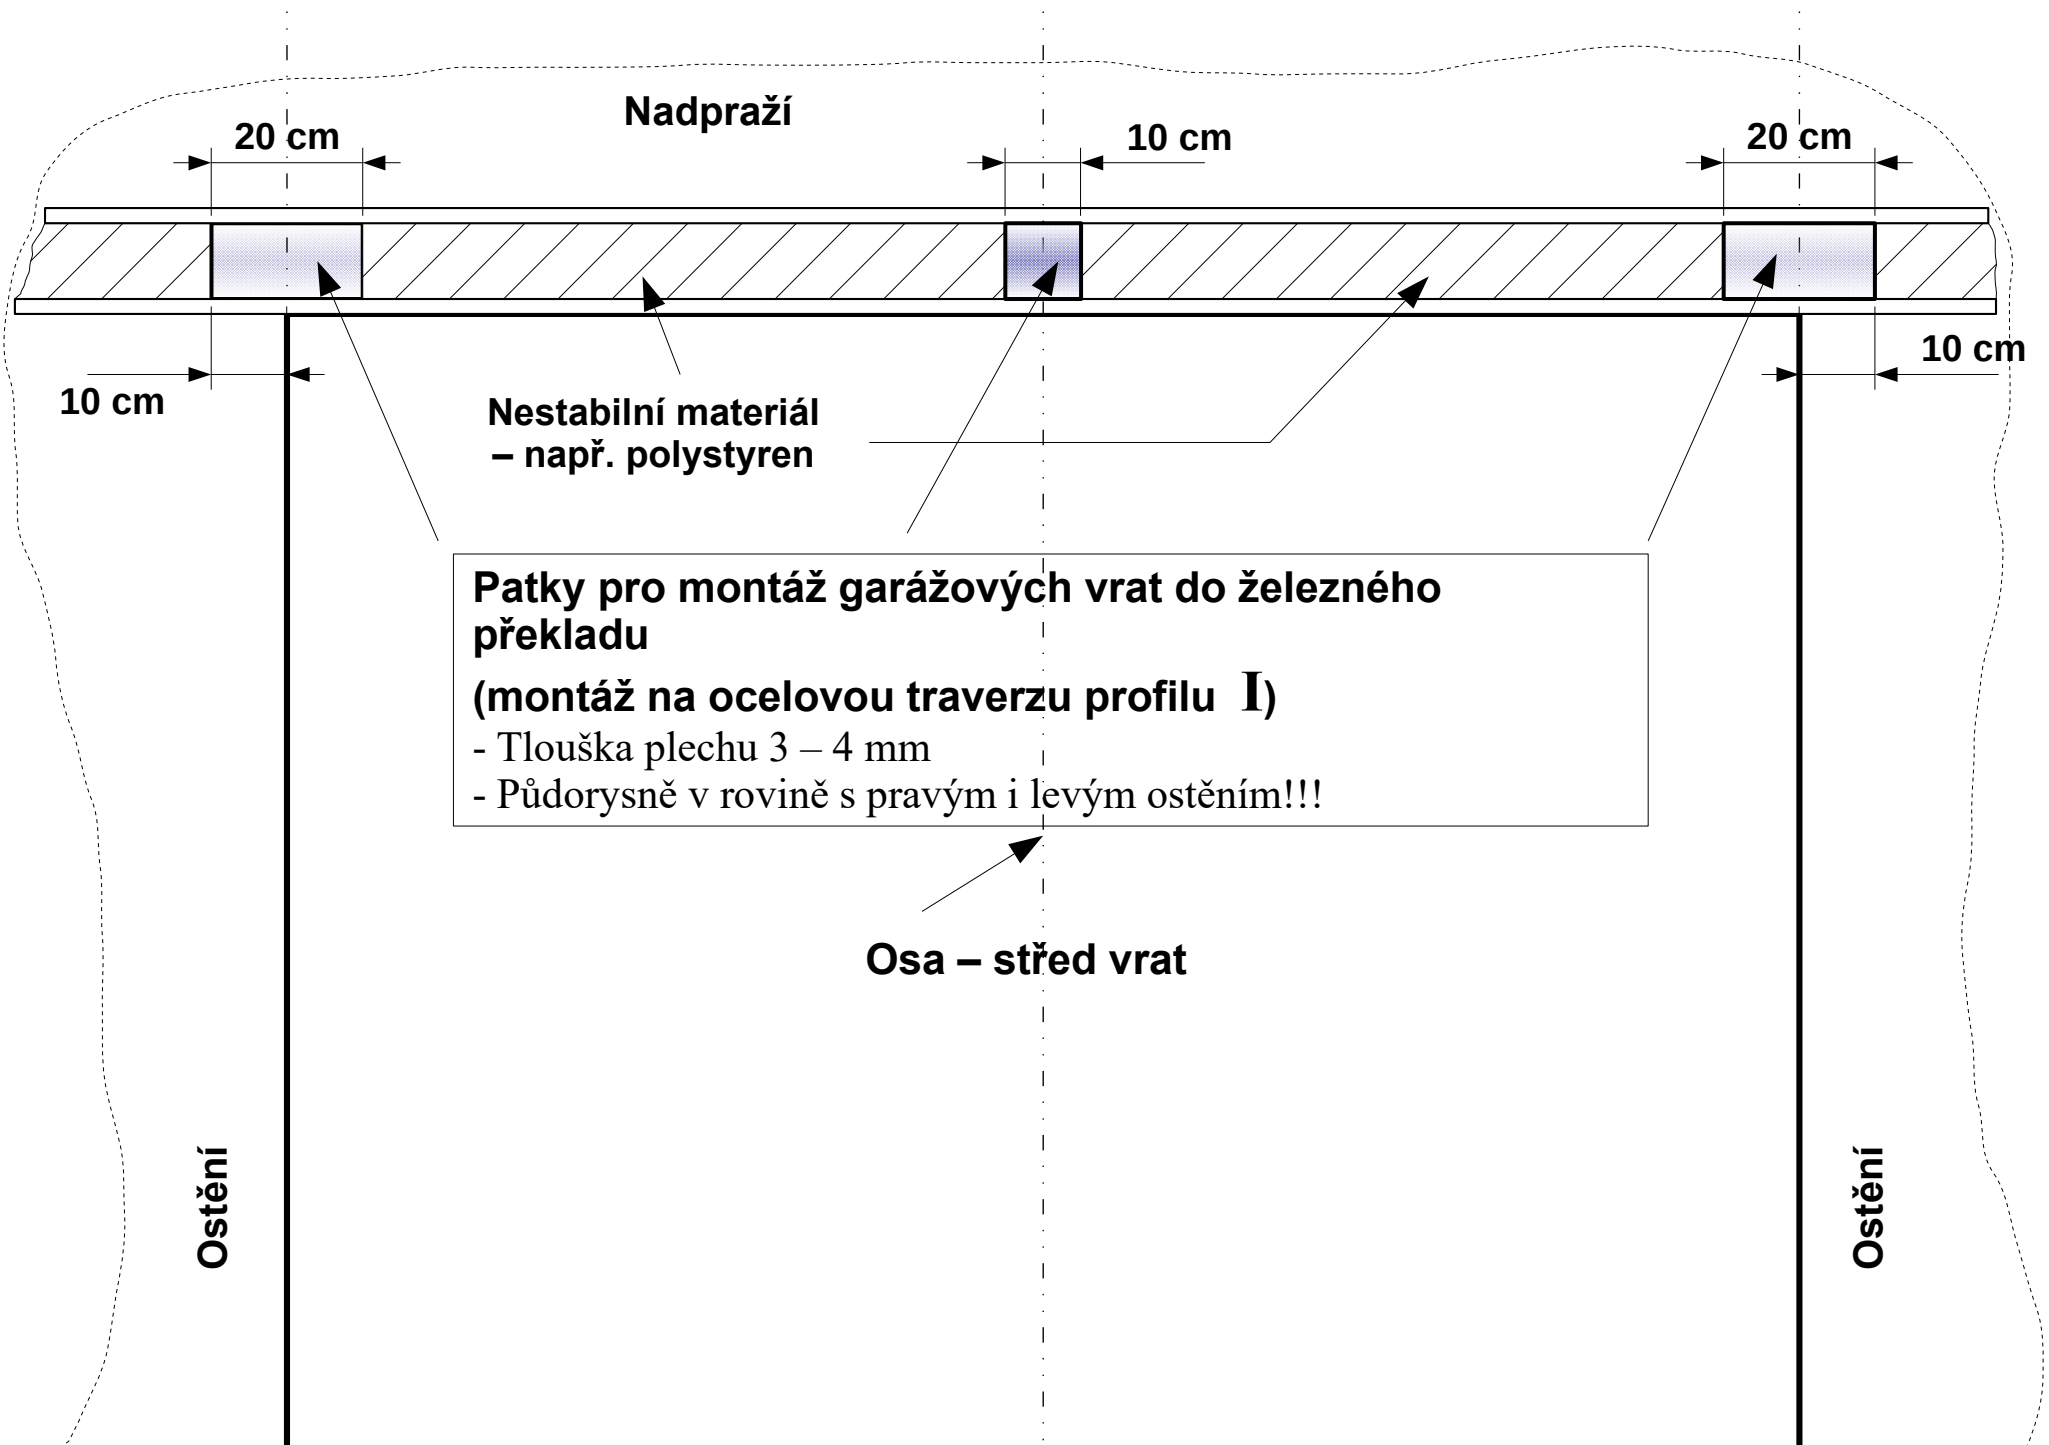 Nadpraží
20 cm
10 cm
20 cm
10 cm
10 cm
Nestabilní materiál
– např. polystyren
Patky pro montáž garážových vrat do železného
překladu
(montáž na ocelovou traverzu profilu I)
- Tlouška plechu 3 – 4 mm
- Půdorysně v rovině s pravým i levým ostěním!!!
Osa – střed vrat
Ostění
Ostění